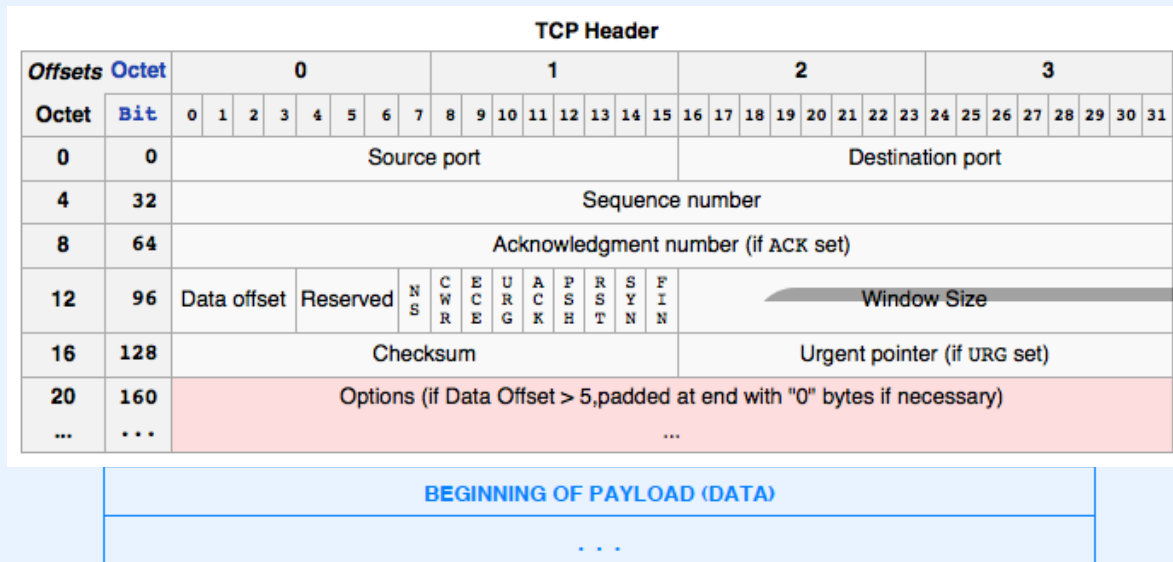 TCP Header
Offsets Octet 0 1 2 3
Octet Bit 0 1 2 3 4 5 6 7 8 9 10 11 12 13 14 15 16 17 18 19 20 21 22 23 24 25 26 27 28 29 30 31
0 0 Source port Destination port
4 32 Sequence number
8 64 Acknowledgment number (if ACK set)
12 96 Data offset Reserved NS CWR ECE URG ACK PSH RST SYN FIN Window Size
16 128 Checksum Urgent pointer (if URG set)
20 160 Options (if Data Offset > 5,padded at end with "0" bytes if necessary)
... ... ...
BEGINNING OF PAYLOAD (DATA)
. . .